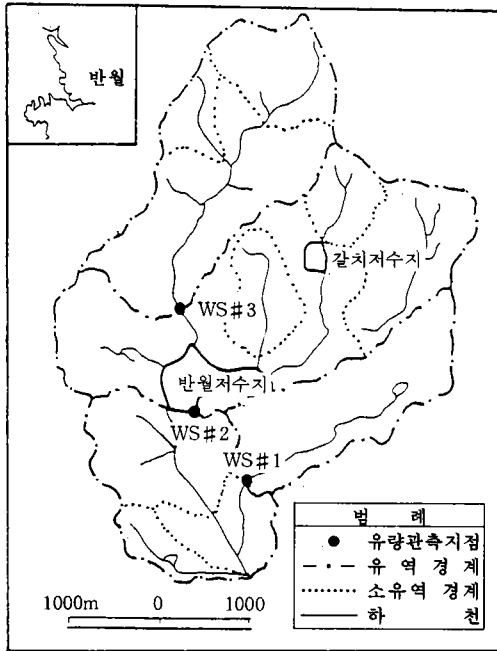 반월
갈치저수지
WS#3
반월저수지
WS#2
WS#1
범 례
유량관측지점
유 역 경 계
소유역 경계
하 천
1000m 0 1000